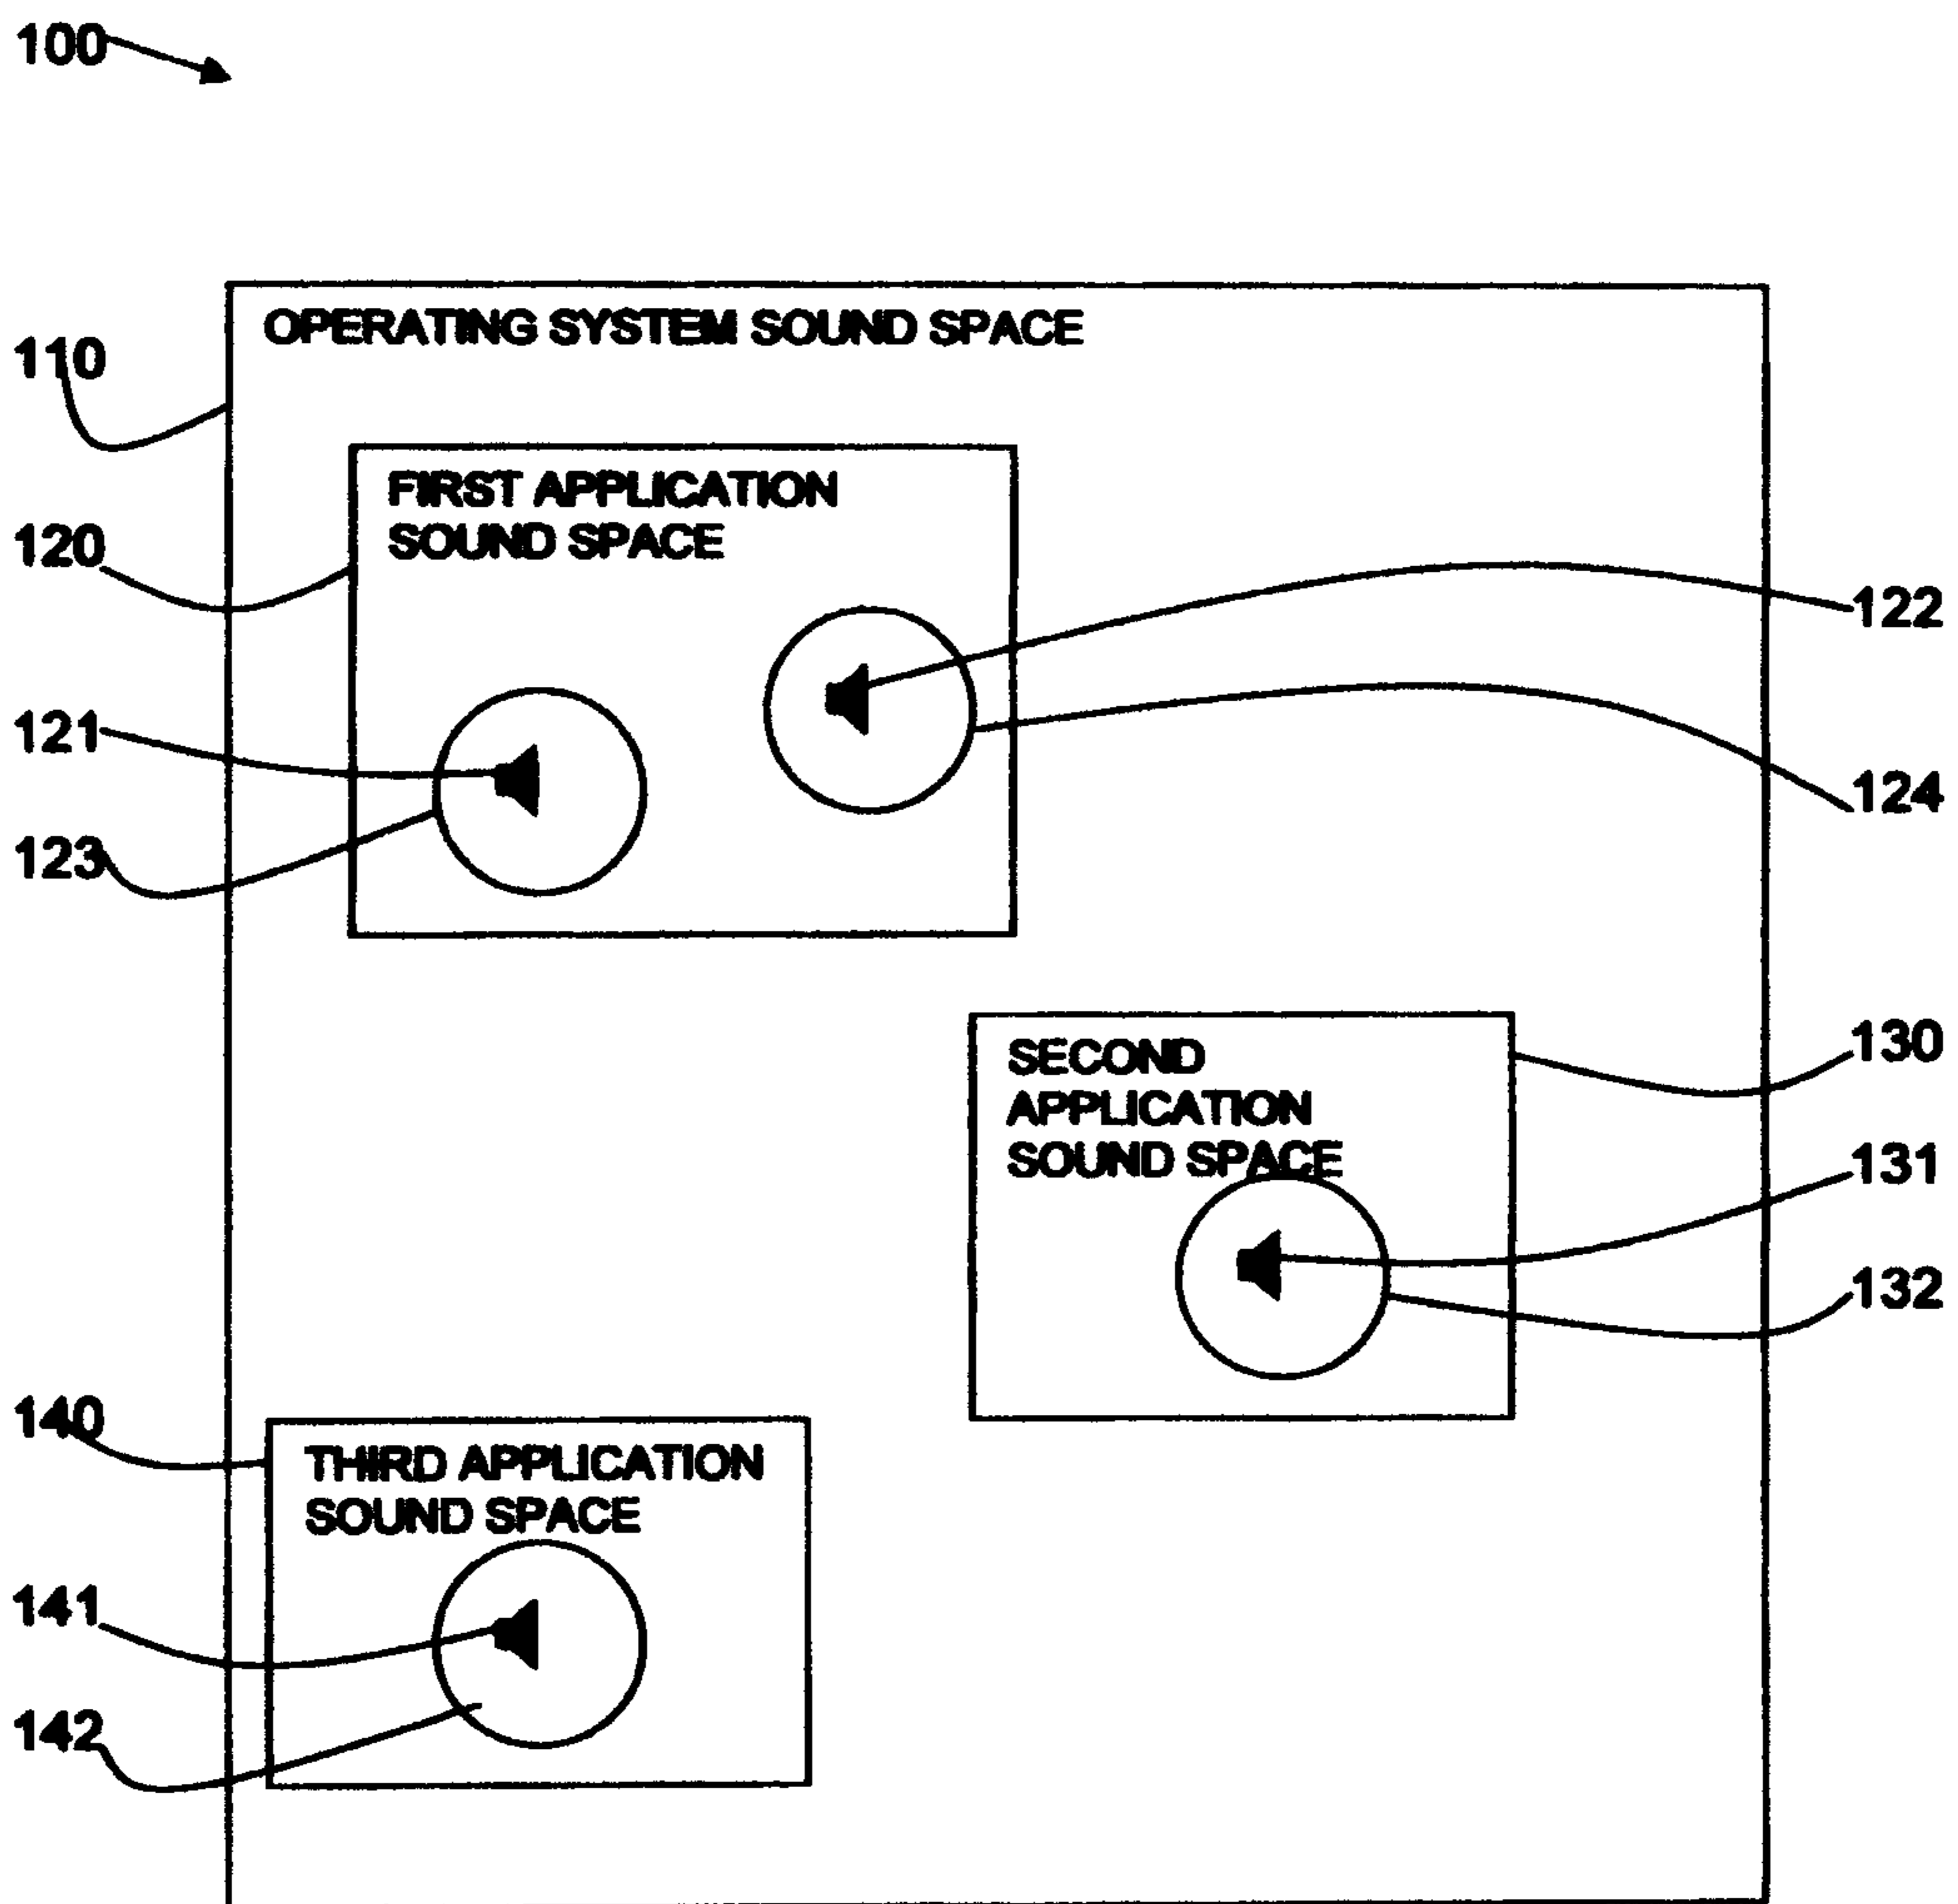 100
OPERATING SYSTEM SOUND SPACE
110
FIRST APPLICATION
SOUND SPACE
120
122
121
124
123
SECOND
APPLICATION
SOUND SPACE
130
131
132
140
THIRD APPLICATION
SOUND SPACE
141
142